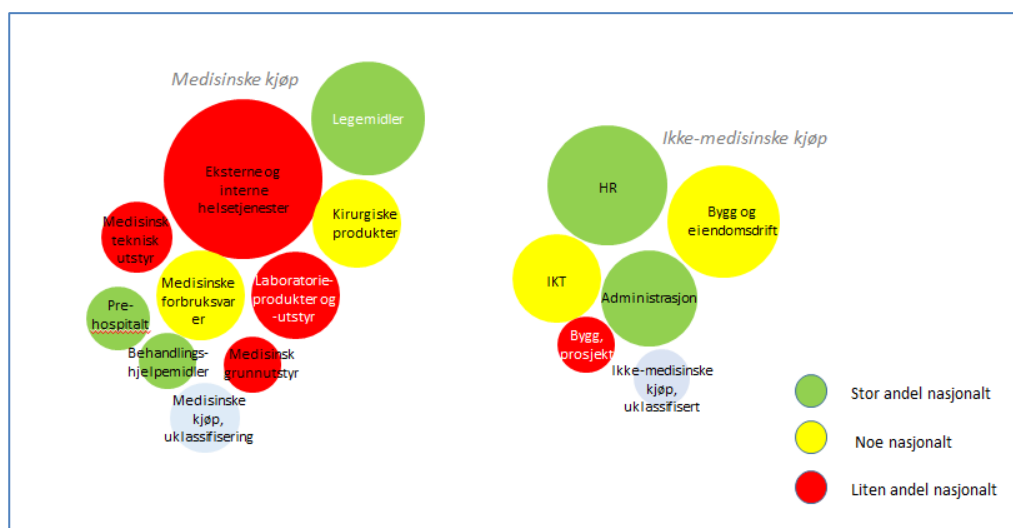 Medisinske kjøp
Legemidler
Eksterne og
interne
helsetjenester
Kirurgiske
produkter
Medisinsk
teknisk
utstyr
Medisinske
forbruksvar
er
Laboratorie-
produkter og
-utstyr
Pre-
hospitalt
Behandlings-
hjelpemidler
Medisinsk
grunnutstyr
Medisinske
kjøp,
uklassifisering
Ikke-medisinske
kjøp
HR
Bygg og
eiendomsdrift
IKT
Administrasjon
Bygg,
prosjekt
Ikke-medisinske
kjøp,
uklassifisert
Stor andel nasjonalt
Noe nasjonalt
Liten andel nasjonalt